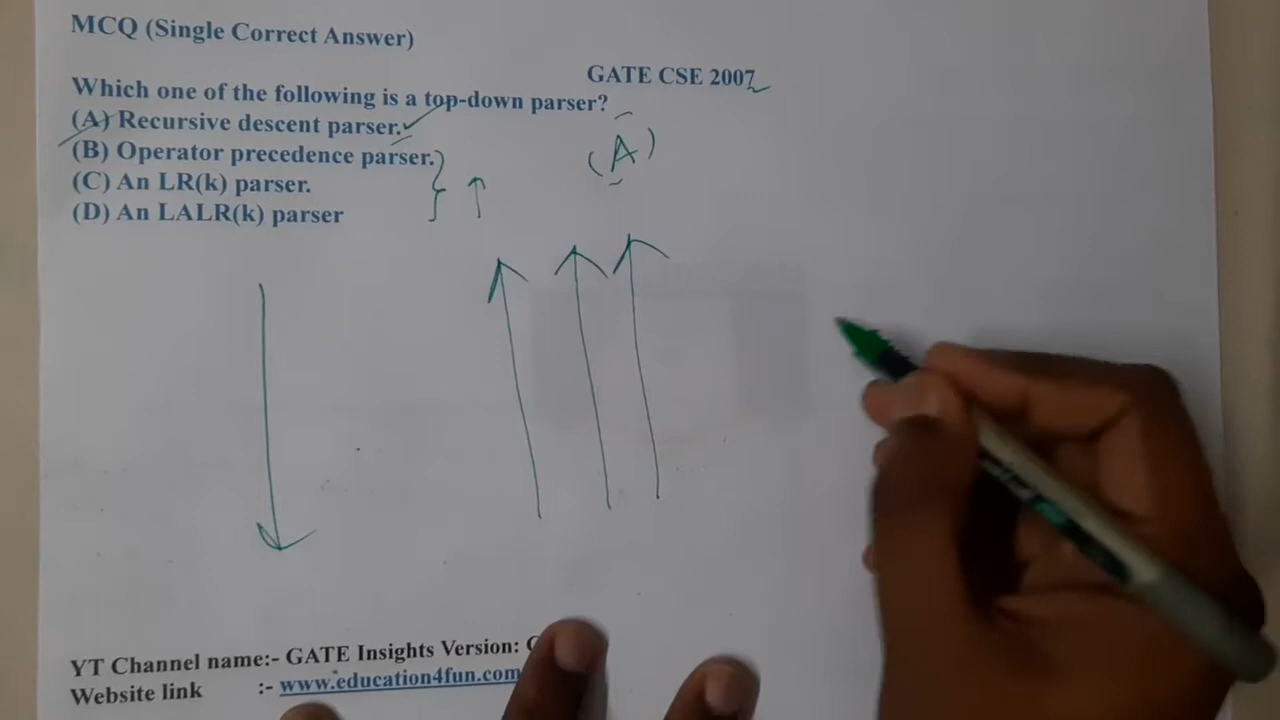 MCQ (Single Correct Answer)
GATE CSE 2007
Which one of the following is a top-down parser?
(A) Recursive descent parser.
(B) Operator precedence parser.
(C) An LR(k) parser.
(D) An LALR(k) parser
(A)
YT Channel name:- GATE Insights Version:
Website link :- www.education4fun.com